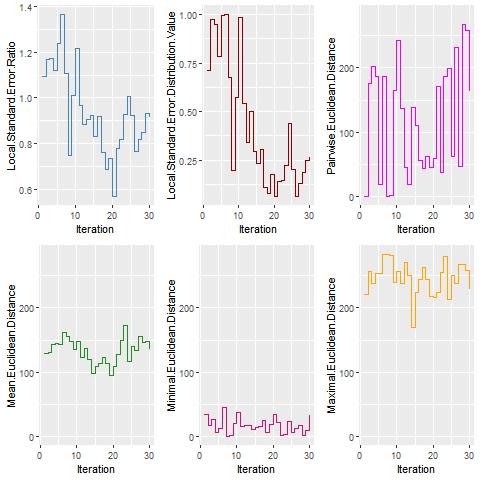 Local.Standard.Error.Ratio
1.4
1.2
1.0
0.8
0.6
0 10 20 30
Iteration
Local.Standard.Error.Distribution.Value
1.00
0.75
0.50
0.25
0 10 20 30
Iteration
Pairwise.Euclidean.Distance
200
100
0
0 10 20 30
Iteration
Mean.Euclidean.Distance
200
100
0
0 10 20 30
Iteration
Minimal.Euclidean.Distance
200
100
0
0 10 20 30
Iteration
Maximal.Euclidean.Distance
200
100
0
0 10 20 30
Iteration